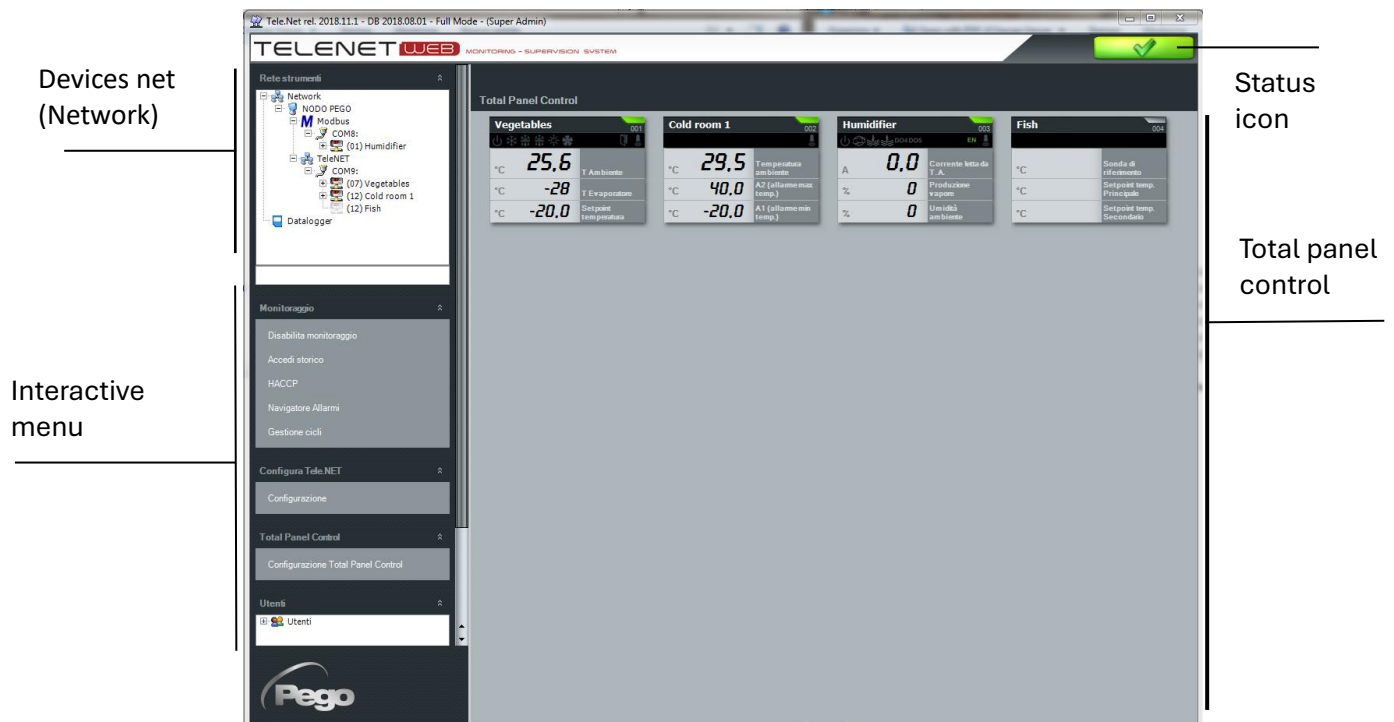 Tele.Net rel. 2018.11.1 - DB 2018.08.01 - Full Mode - (Super Admin)
TELENET WEB MONITORING - SUPERVISION SYSTEM
Devices net
(Network)
Rete strumenti
Network
NODO PEGO
Modbus
COM8:
(01) Humidifier
TeleNET
COM9:
(07) Vegetables
(12) Cold room 1
(12) Fish
Datalogger
Interactive
menu
Monitoraggio
Disabilita monitoraggio
Accedi storico
HACCP
Navigatore Allarmi
Gestione cicli
Configura Tele.NET
Configurazione
Total Panel Control
Configurazione Total Panel Control
Utenti
Utenti
Pego
Total Panel Control
Vegetables 001
°C 25,6 T Ambiente
°C -28 T Evaporatore
°C -20,0 Setpoint
temperatura
Cold room 1 002
°C 29,5 Temperatura
ambiente
°C 40,0 A2 (allarme max
temp.)
°C -20,0 A1 (allarme min
temp.)
Humidifier 003
DO4 DO5 EN
A 0,0 Corrente letta da
T.A.
% 0 Produzione
vapore
% 0 Umidità
ambiente
Fish 004
°C Sonda di
riferimento
°C Setpoint temp.
Principale
°C Setpoint temp.
Secondario
Status
icon
Total panel
control